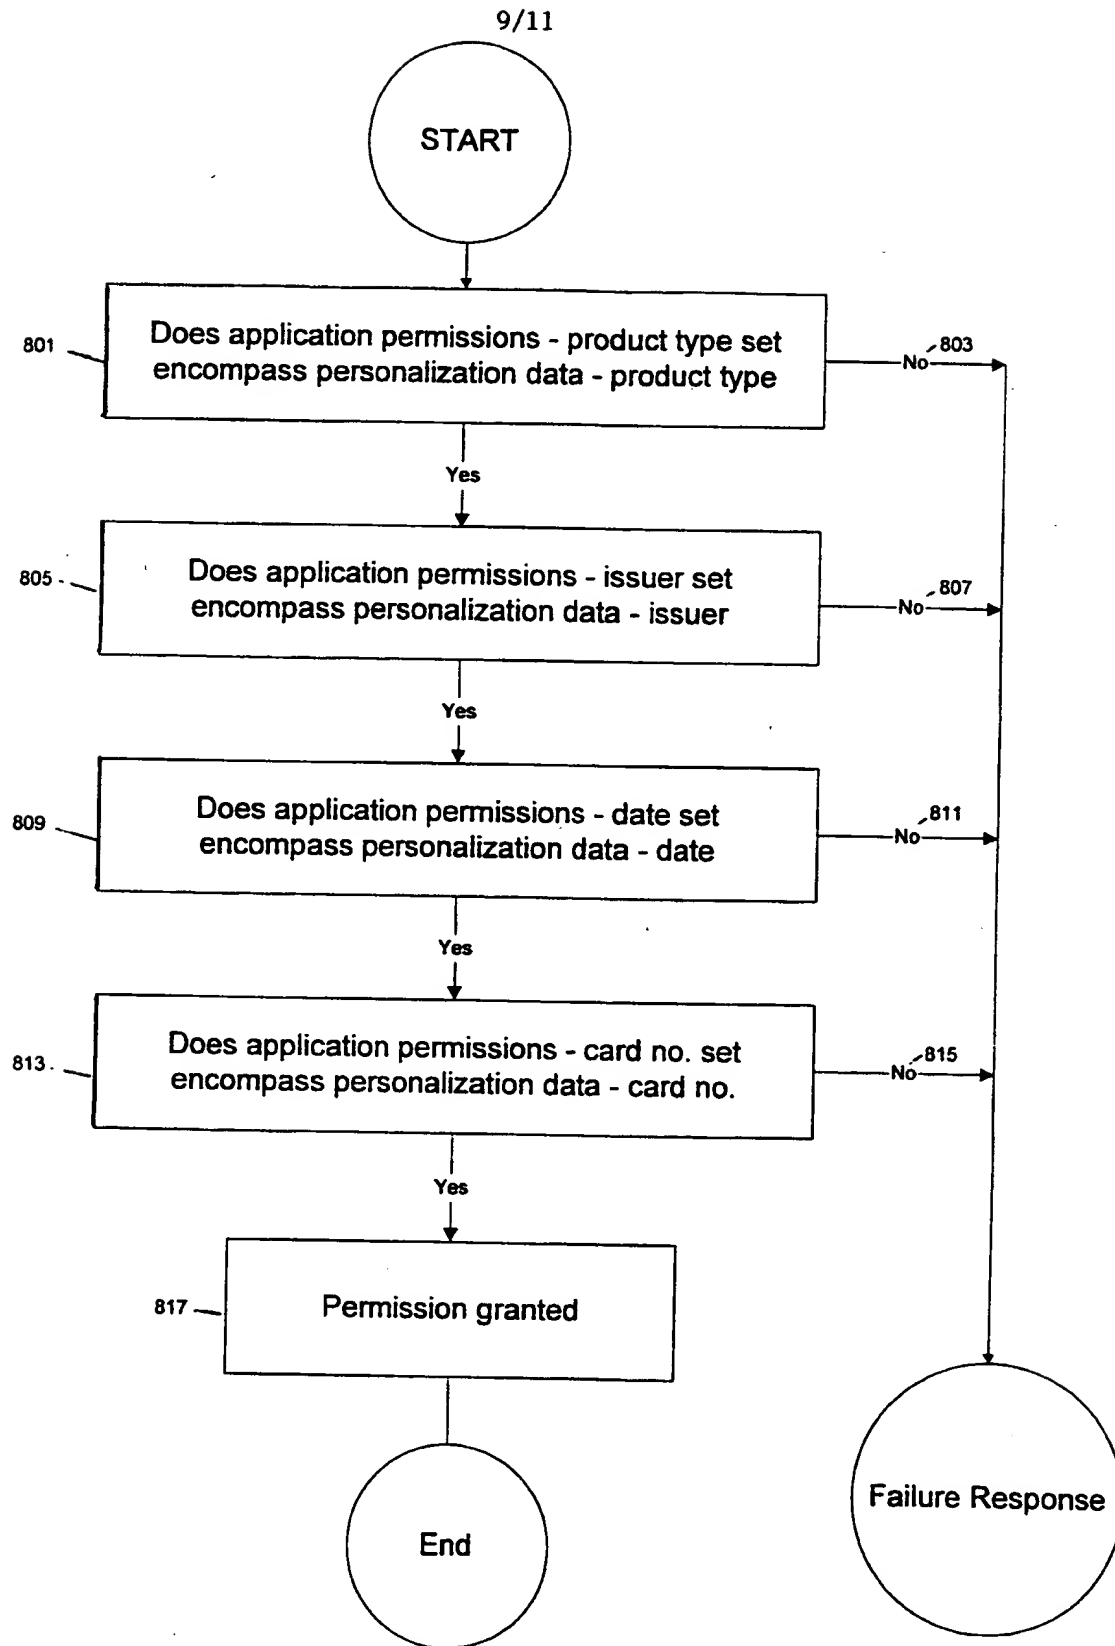 9/11
START
801
Does application permissions - product type set
encompass personalization data - product type
No
803
Yes
805
Does application permissions - issuer set
encompass personalization data - issuer
No
807
Yes
809
Does application permissions - date set
encompass personalization data - date
No
811
Yes
813
Does application permissions - card no. set
encompass personalization data - card no.
No
815
Yes
817
Permission granted
Failure Response
End